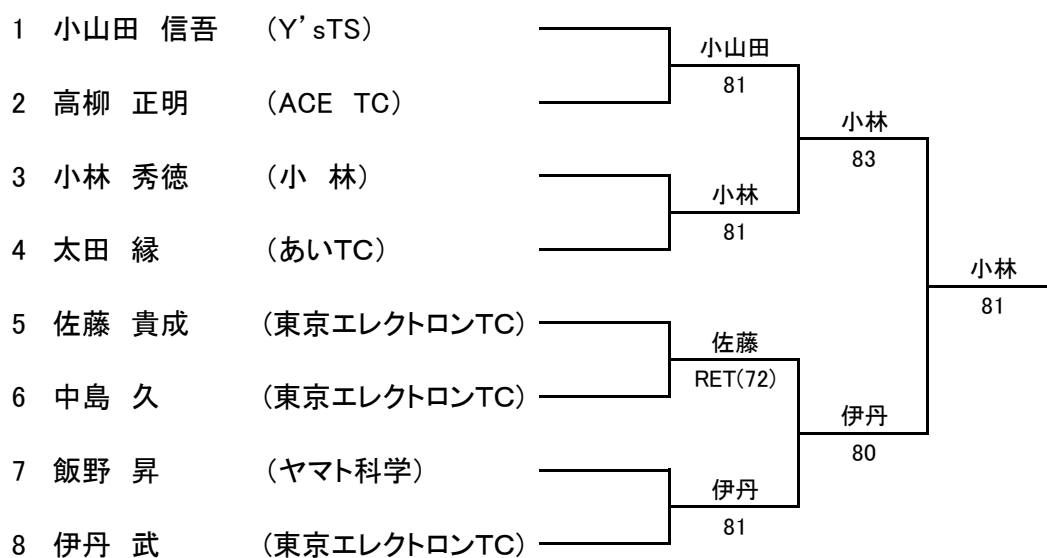 1 小山田 信吾 (Y'sTS)
小山田
81
2 高柳 正明 (ACE TC)
小林
83
3 小林 秀徳 (小 林)
小林
81
4 太田 縁 (あいTC)
小林
81
5 佐藤 貴成 (東京エレクトロンTC)
佐藤
RET(72)
6 中島 久 (東京エレクトロンTC)
伊丹
80
7 飯野 昇 (ヤマト科学)
伊丹
81
8 伊丹 武 (東京エレクトロンTC)